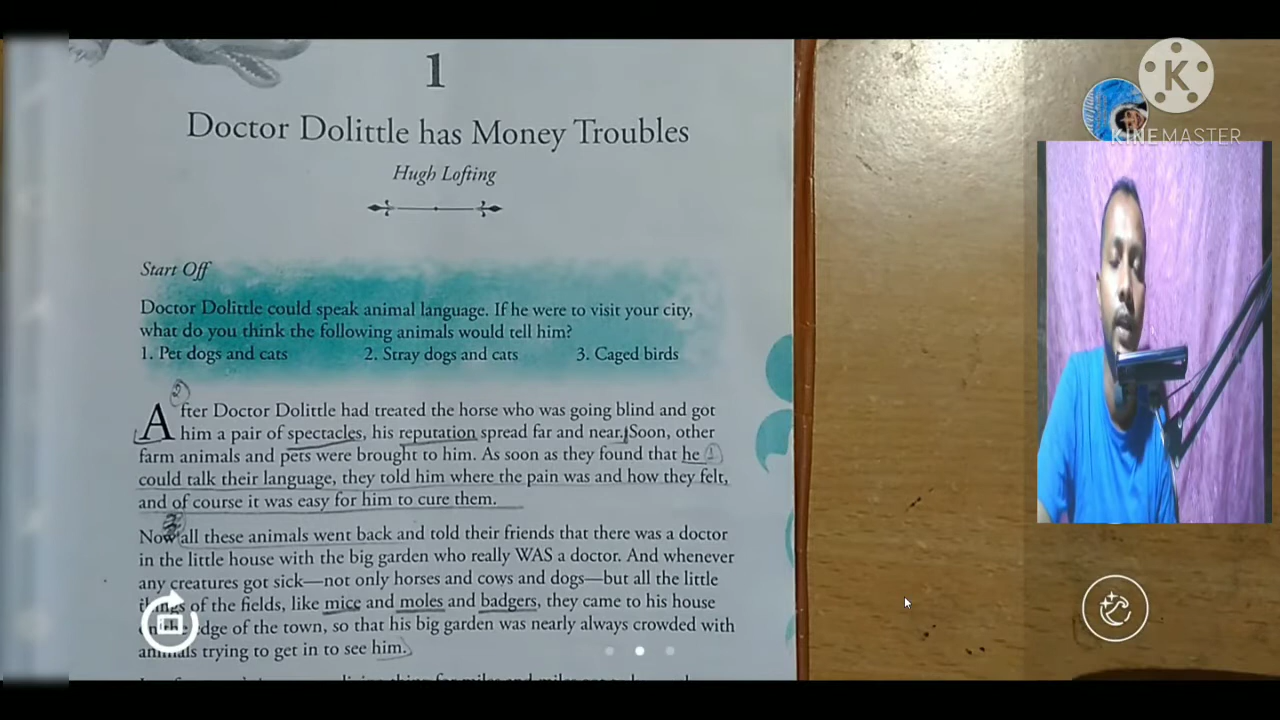 1
Doctor Dolittle has Money Troubles
Hugh Lofting
Start Off
Doctor Dolittle could speak animal language. If he were to visit your city,
what do you think the following animals would tell him?
1. Pet dogs and cats 2. Stray dogs and cats 3. Caged birds
After Doctor Dolittle had treated the horse who was going blind and got
him a pair of spectacles, his reputation spread far and near. Soon, other
farm animals and pets were brought to him. As soon as they found that he
could talk their language, they told him where the pain was and how they felt,
and of course it was easy for him to cure them.
Now all these animals went back and told their friends that there was a doctor
in the little house with the big garden who really WAS a doctor. And whenever
any creatures got sick—not only horses and cows and dogs—but all the little
things of the fields, like mice and moles and badgers, they came to his house
on the edge of the town, so that his big garden was nearly always crowded with
animals trying to get in to see him.
K
KINEMASTER